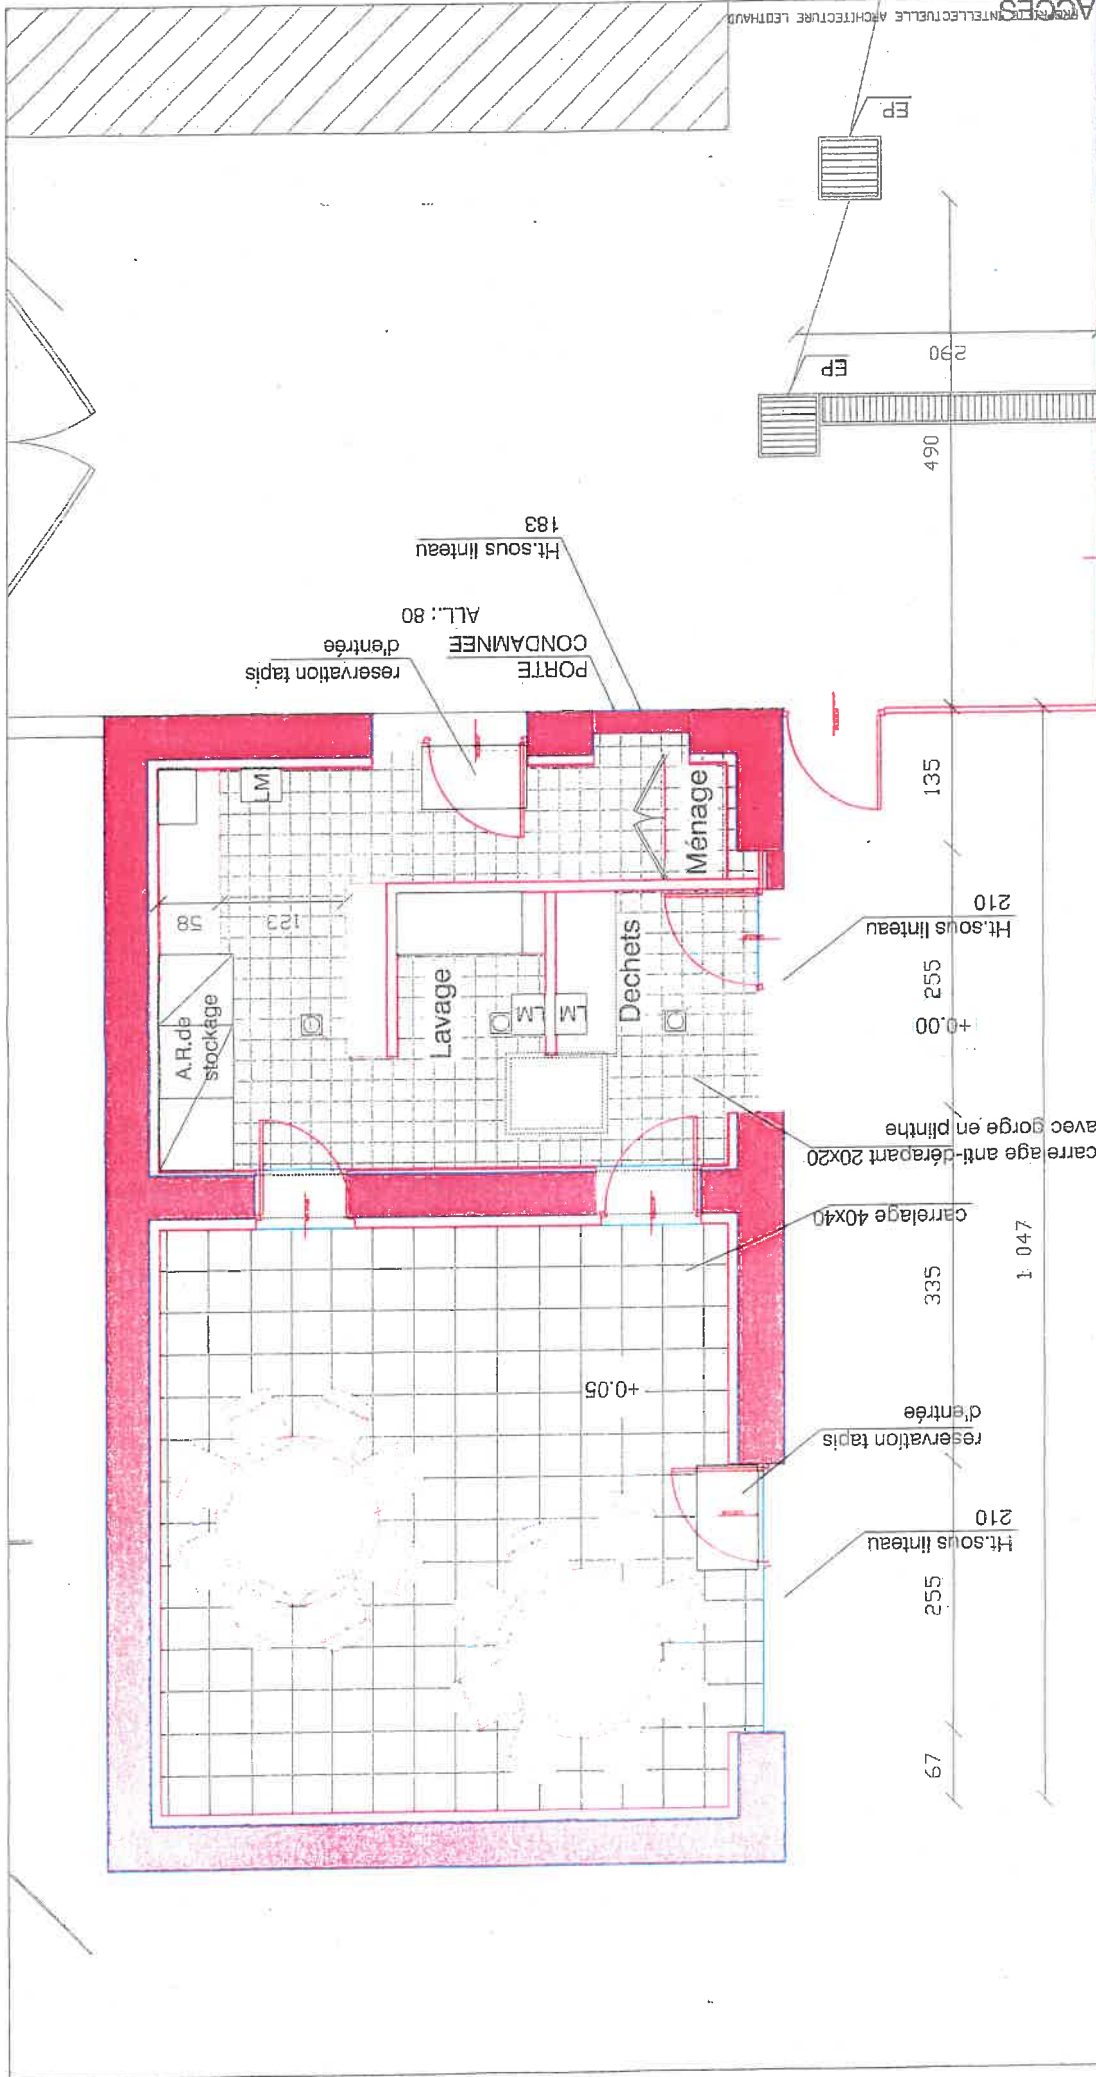 PROPRIETE INTELLECTUELLE ARCHITECTURE LEOTHAUD
ACCES
EP
EP
290
490
Ht.sous linteau
183
PORTE
CONDAMNEE
ALL.: 80
reservation tapis
d'entrée
LM
Ménage
135
58
123
Ht.sous linteau
210
A.R.de
stockage
Lavage
LM
LM
Dechets
255
+0.00
carrelage anti-dérapant 20x20
avec gorge en plinthe
carrelage 40x40
335
1 047
+0.05
reservation tapis
d'entrée
Ht.sous linteau
210
255
67